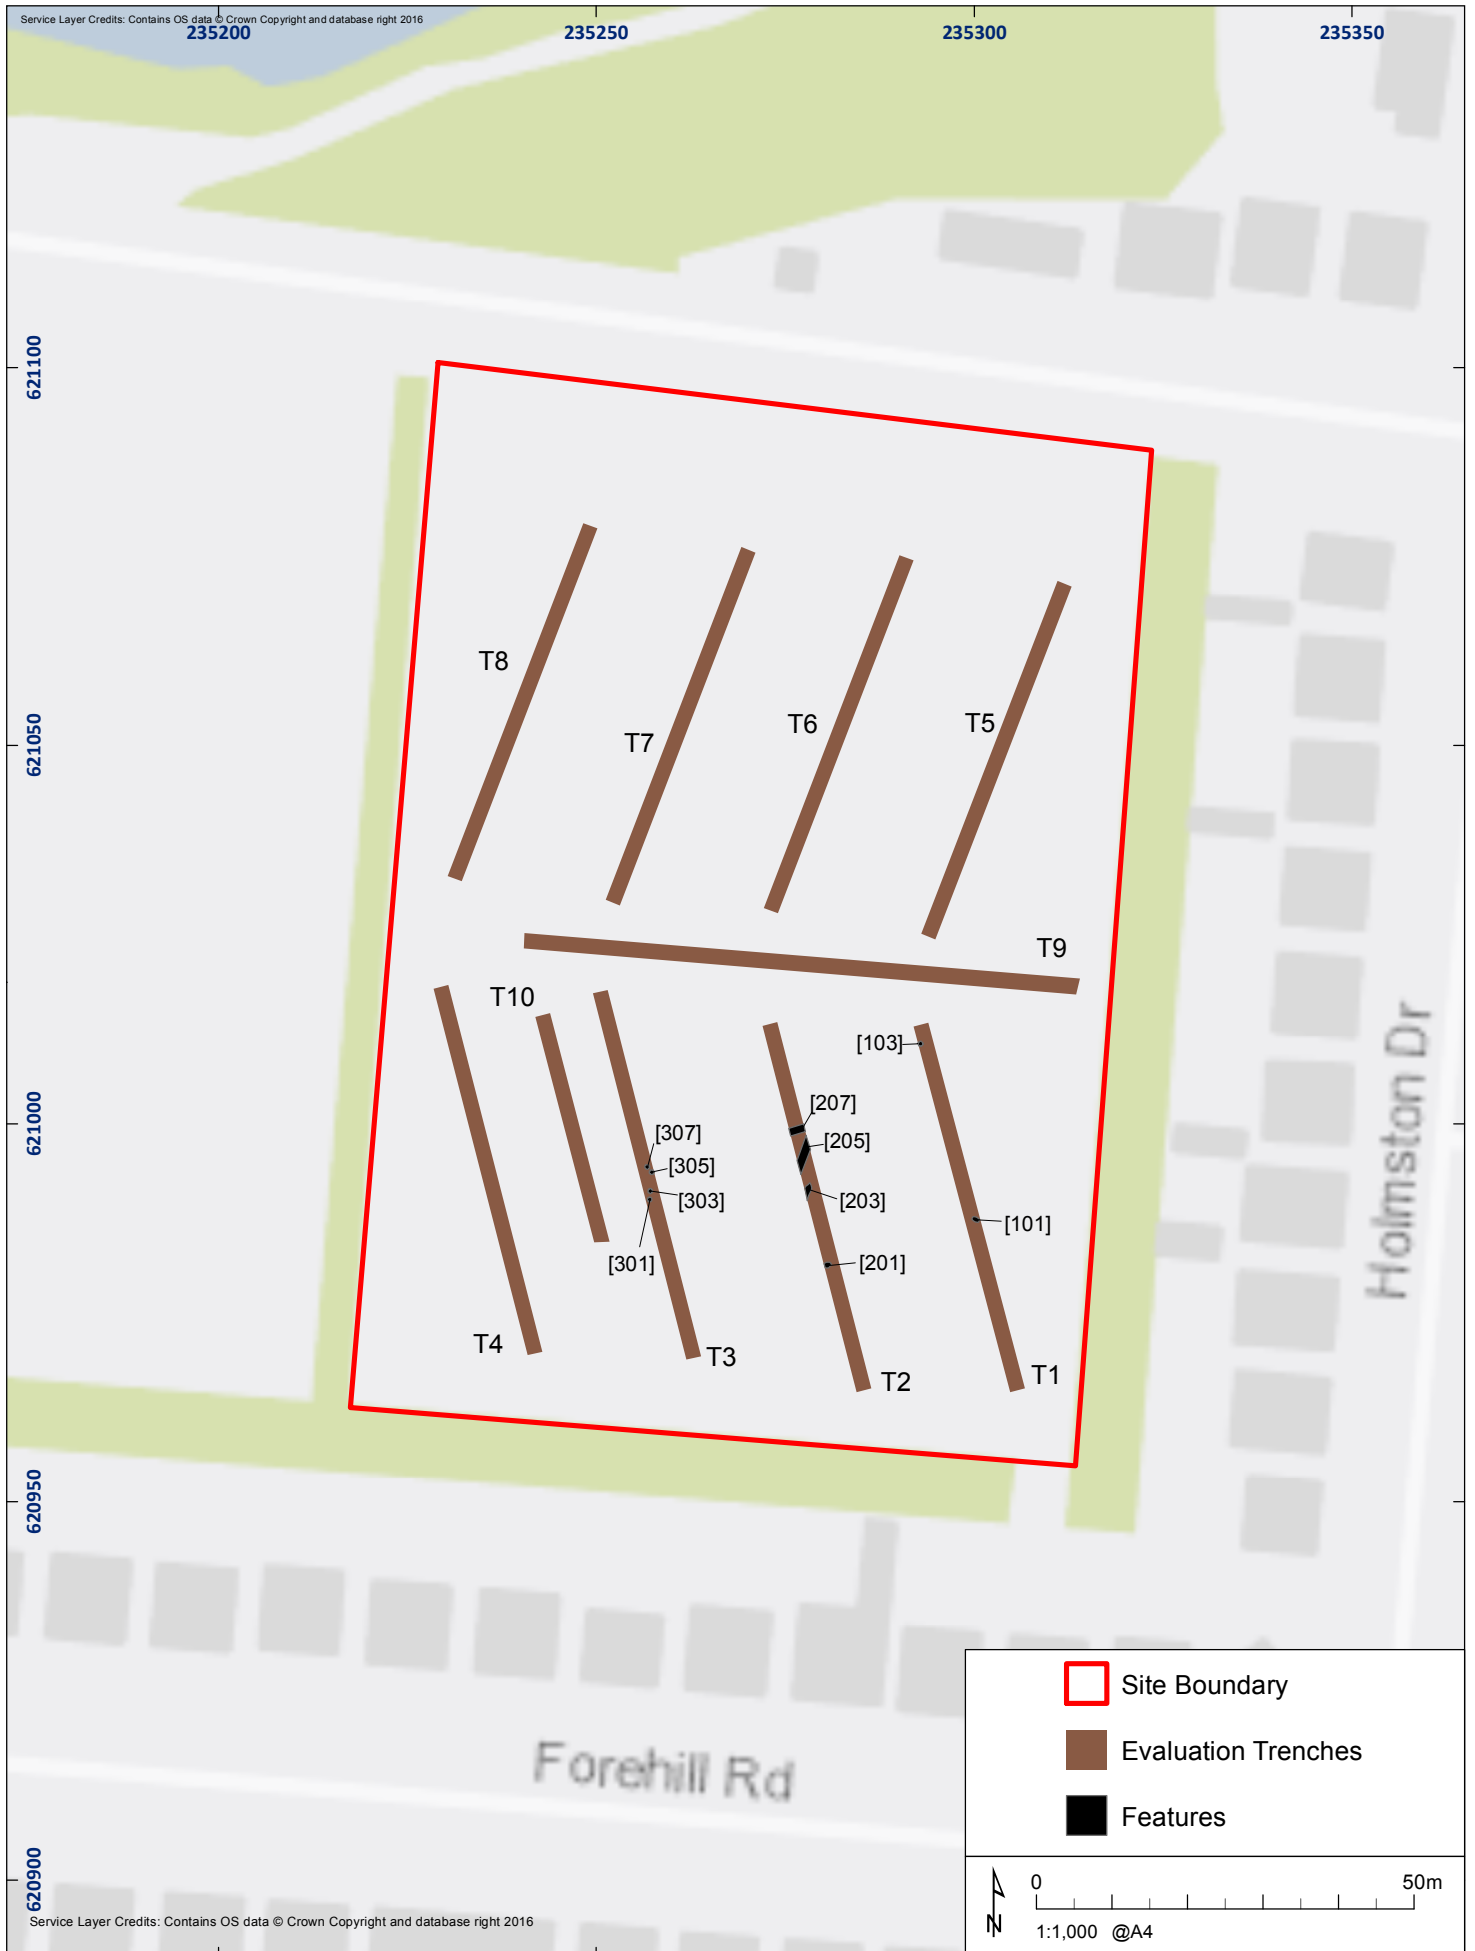 Service Layer Credits: Contains OS data © Crown Copyright and database right 2016
235200
235250
235300
235350
621100
621050
621000
620950
620900
T8
T7
T6
T5
T9
T10
[103]
[207]
[307]
[205]
[305]
[303]
[203]
[101]
[301]
[201]
T4
T3
T2
T1
Holmston Dr
Forehill Rd
Site Boundary
Evaluation Trenches
Features
N
0
50m
1:1,000 @A4
Service Layer Credits: Contains OS data © Crown Copyright and database right 2016